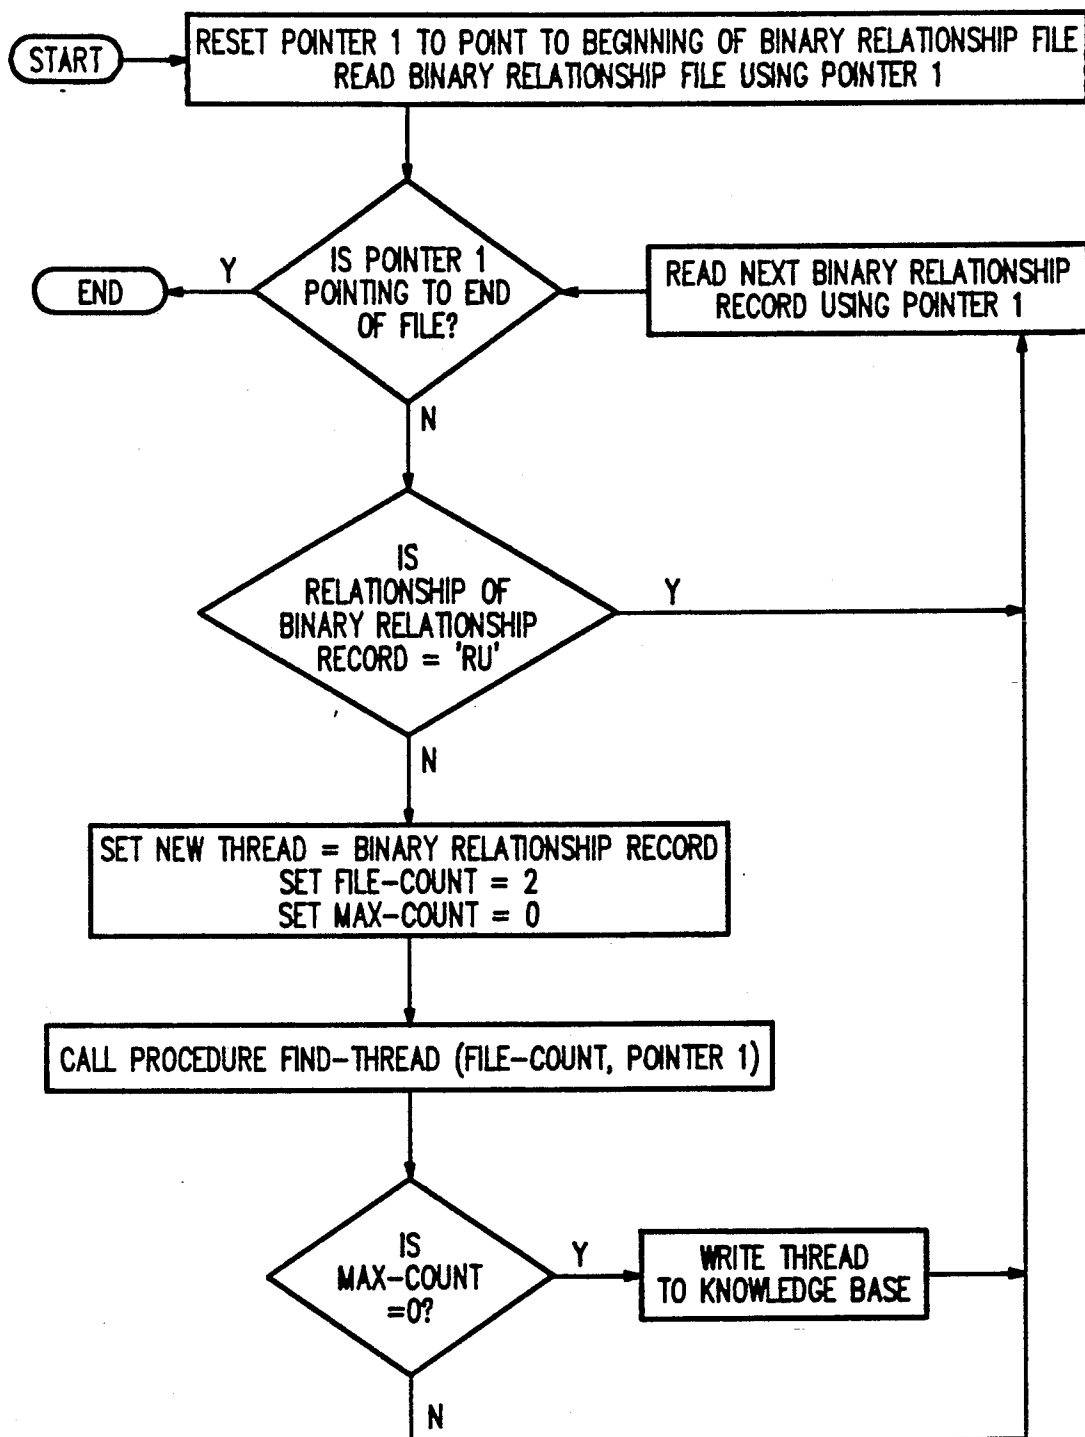 START
RESET POINTER 1 TO POINT TO BEGINNING OF BINARY RELATIONSHIP FILE
READ BINARY RELATIONSHIP FILE USING POINTER 1
IS POINTER 1
POINTING TO END
OF FILE?
Y
END
READ NEXT BINARY RELATIONSHIP
RECORD USING POINTER 1
N
IS
RELATIONSHIP OF
BINARY RELATIONSHIP
RECORD = 'RU'
Y
N
SET NEW THREAD = BINARY RELATIONSHIP RECORD
SET FILE-COUNT = 2
SET MAX-COUNT = 0
CALL PROCEDURE FIND-THREAD (FILE-COUNT, POINTER 1)
IS
MAX-COUNT
=0?
Y
WRITE THREAD
TO KNOWLEDGE BASE
N